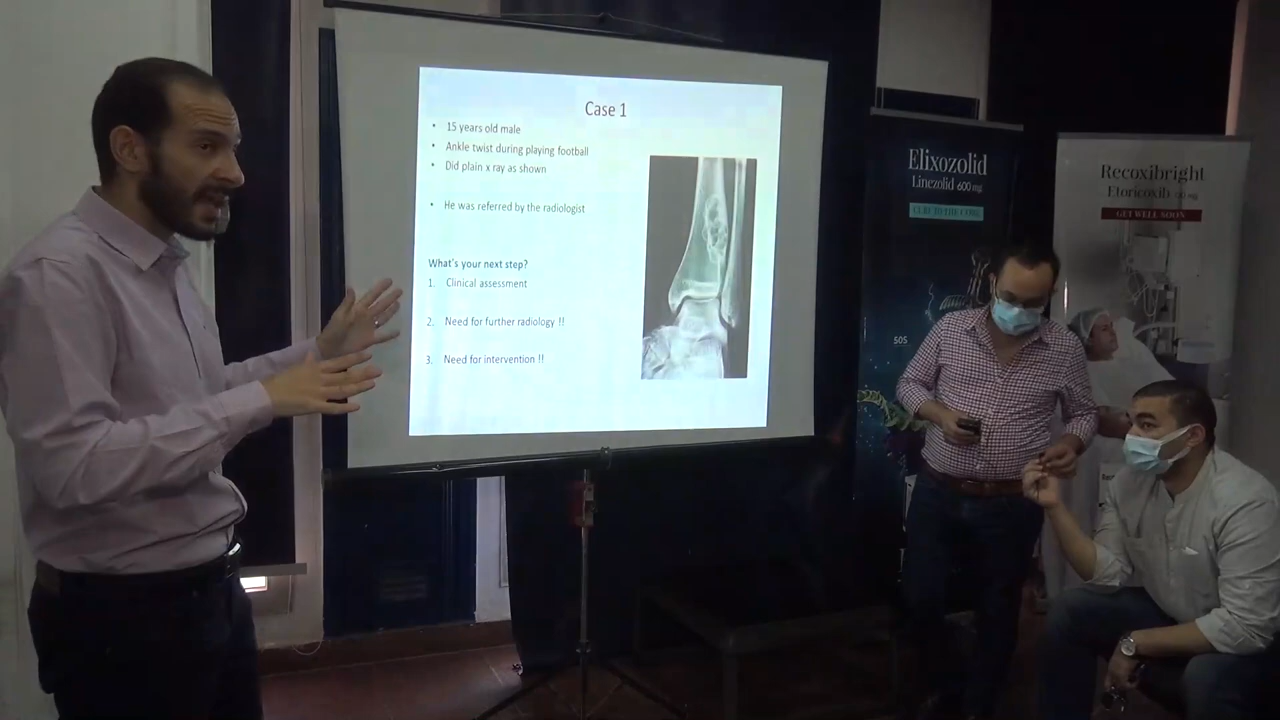 Case 1
• 15 years old male
• Ankle twist during playing football
• Did plain x ray as shown
• He was referred by the radiologist
What's your next step?
1. Clinical assessment
2. Need for further radiology !!
3. Need for intervention !!
Elixozolid
Linezolid 600 mg
Recoxibright
Etoricoxib mg
GET WELL SOON
SOS